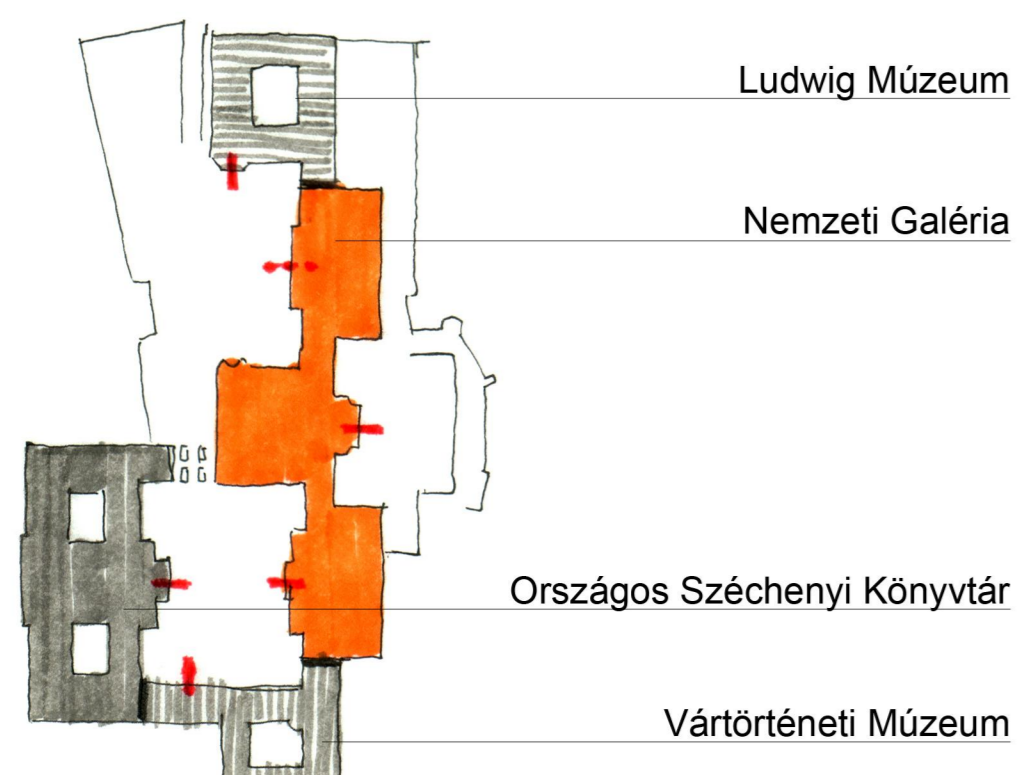 Ludwig Múzeum
Nemzeti Galéria
Országos Széchenyi Könyvtár
Vártörténeti Múzeum